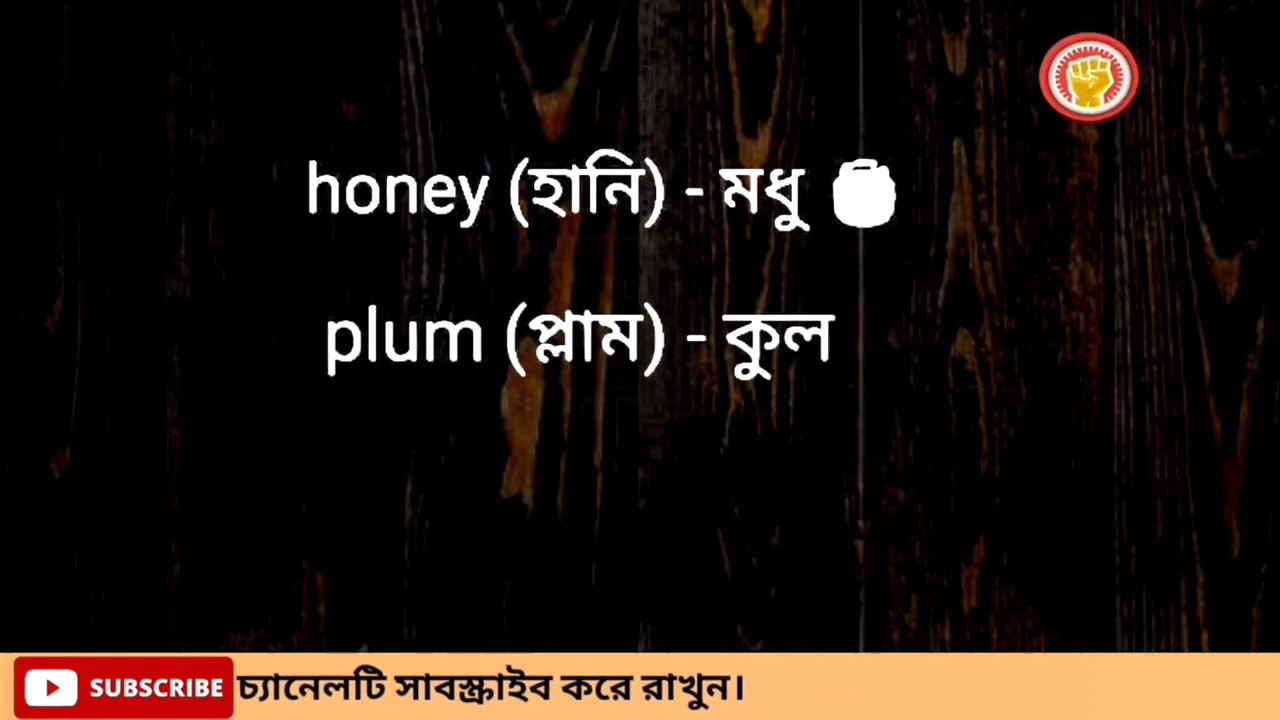 honey (হানি) - মধু
plum (প্লাম) - কুল
SUBSCRIBE চ্যানেলটি সাবস্ক্রাইব করে রাখুন।